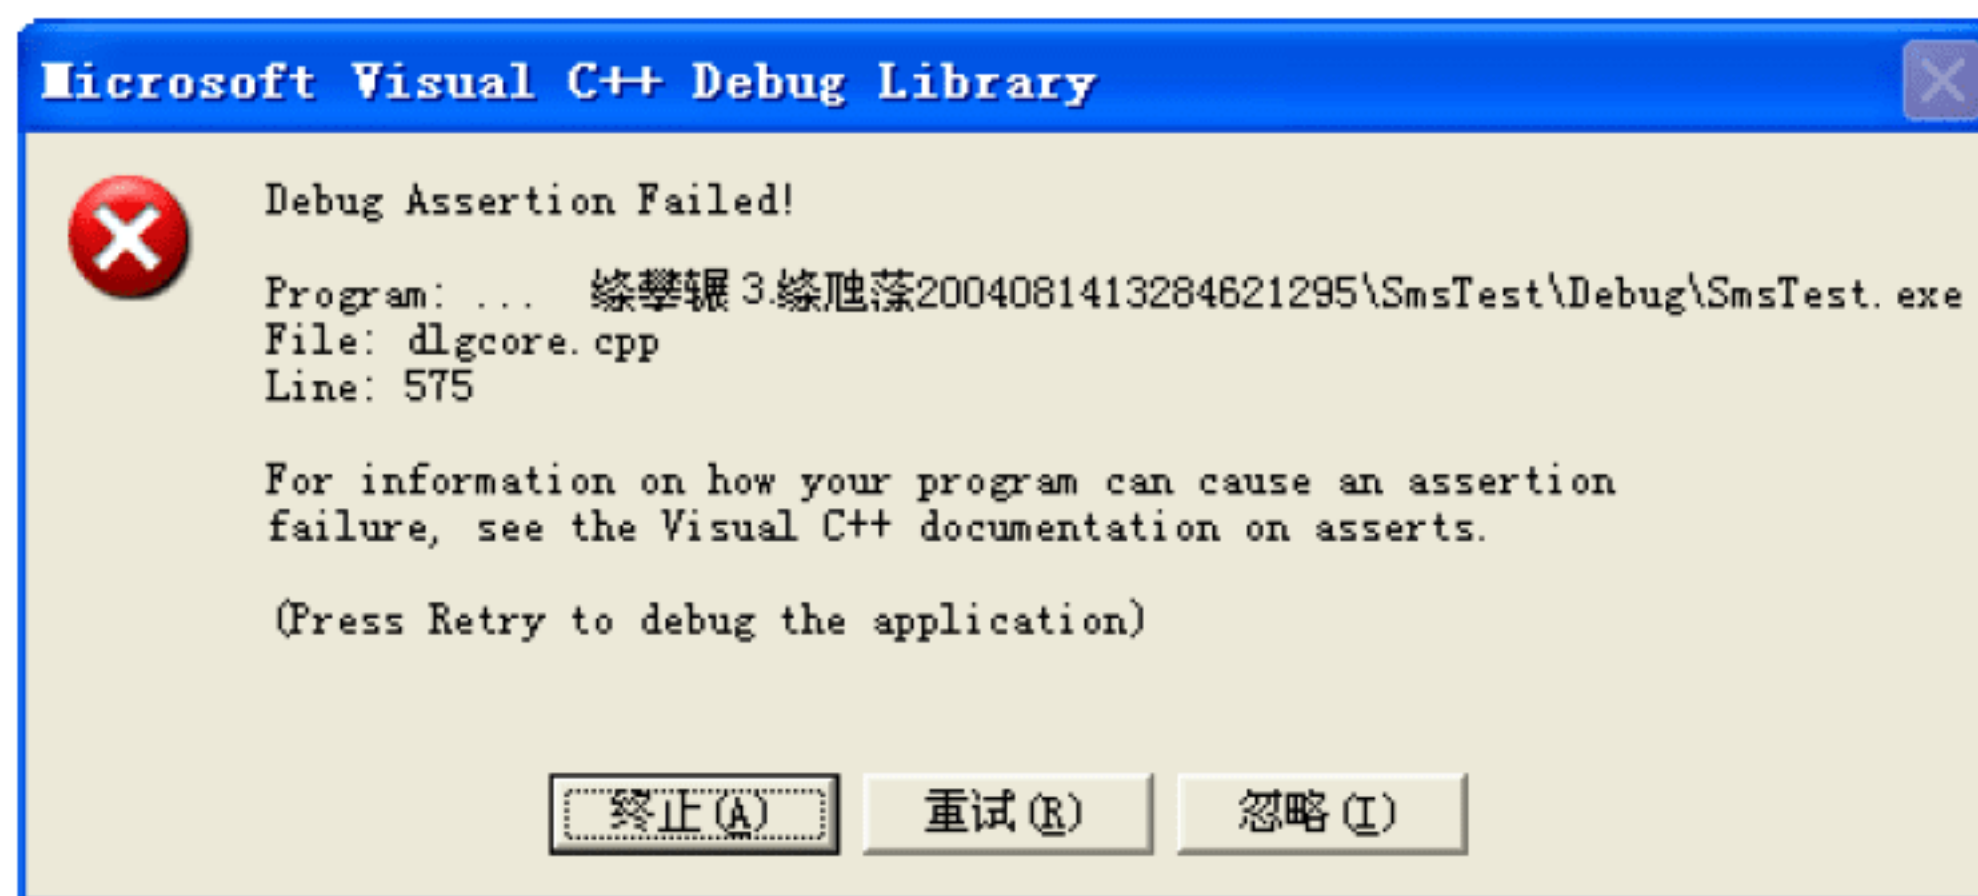 Microsoft Visual C++ Debug Library
Debug Assertion Failed!
Program: ... 20040814132846​21295\SmsTest\Debug\SmsTest.exe
File: dlgcore.cpp
Line: 575
For information on how your program can cause an assertion
failure, see the Visual C++ documentation on asserts.
(Press Retry to debug the application)
终止(A)
重试(R)
忽略(I)